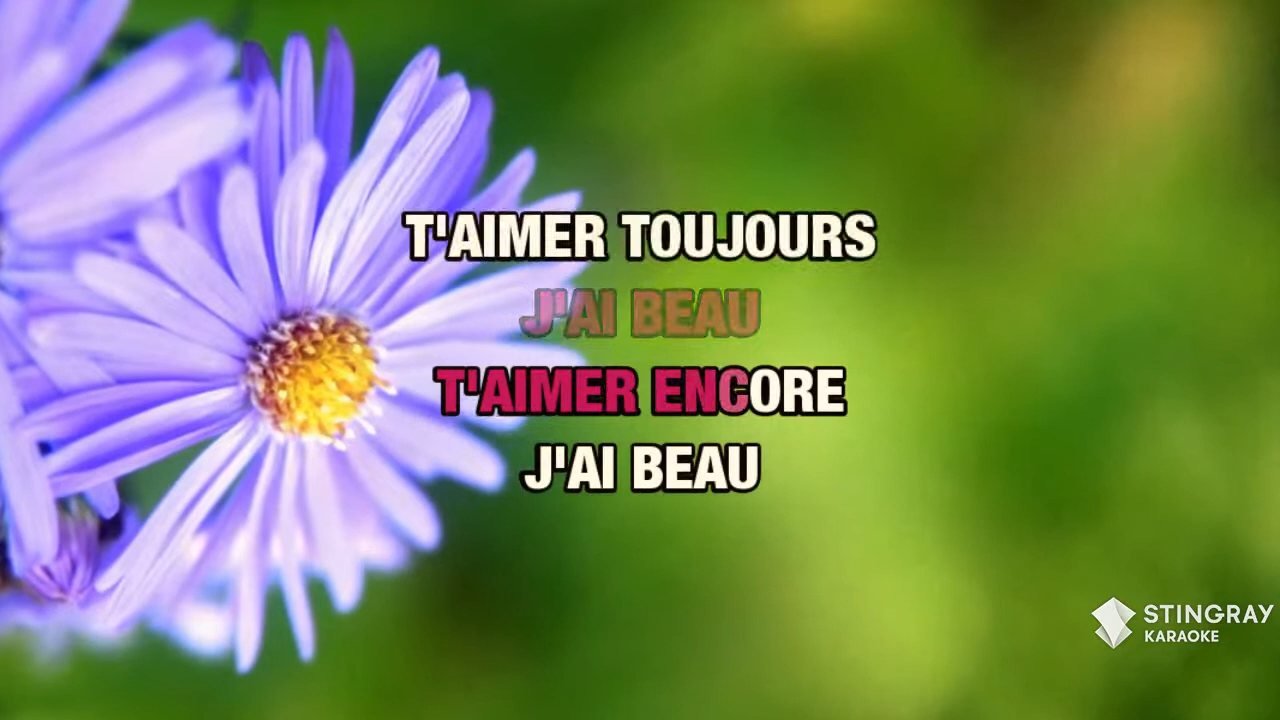 T'AIMER TOUJOURS
J'AI BEAU
T'AIMER ENCORE
J'AI BEAU
STINGRAY
KARAOKE